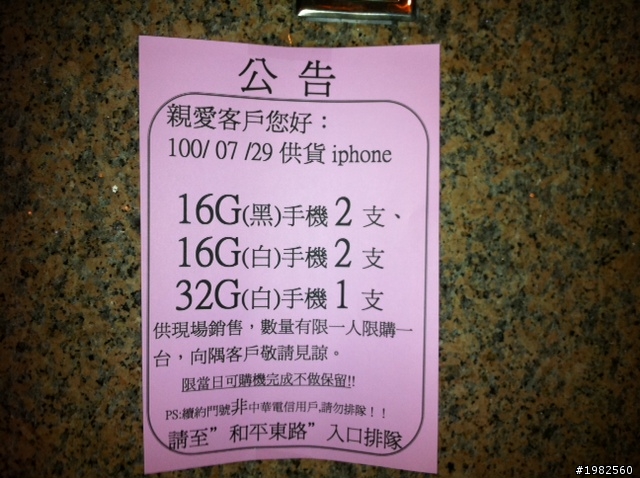 公告
親愛客戶您好：
100/ 07 /29 供貨 iphone
16G(黑)手機 2 支、
16G(白)手機 2 支
32G(白)手機 1 支
供現場銷售，數量有限一人限購一
台，向隅客戶敬請見諒。
限當日可購機完成不做保留!!
PS:續約門號非中華電信用戶,請勿排隊！！
請至”和平東路”入口排隊
#1982560